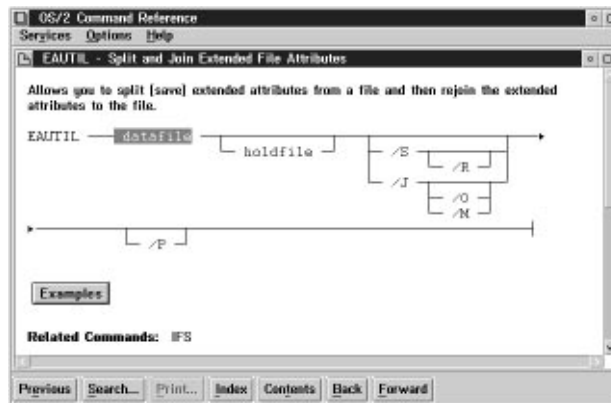 OS/2 Command Reference
Services Options Help
EAUTIL - Split and Join Extended File Attributes
Allows you to split (save) extended attributes from a file and then rejoin the extended
attributes to the file.
EAUTIL datafile
holdfile
/S
/R
/J
/O
/M
/P
Examples
Related Commands: IFS
Previous Search... Print... Index Contents Back Forward